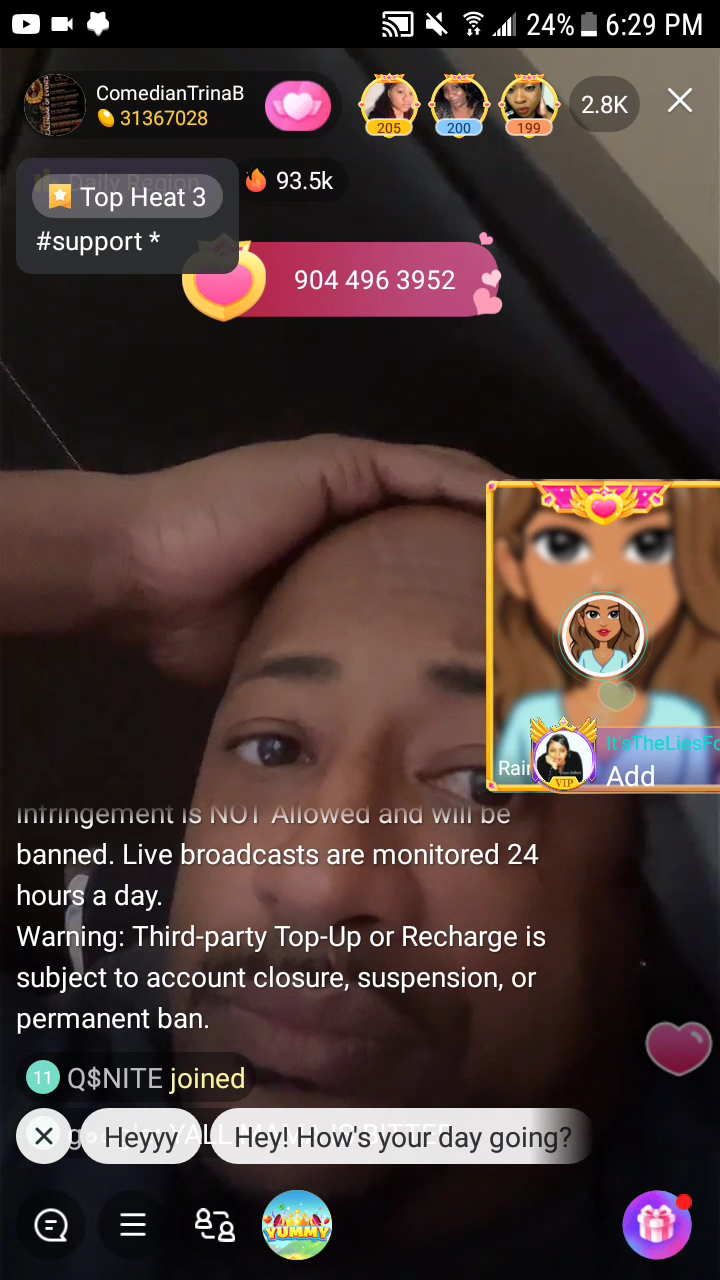 24% 6:29 PM
ComedianTrinaB
31367028
205
200
199
2.8K
Daily Region
93.5k
Top Heat 3
#support *
904 496 3952
It'sTheLiesFo
Rai
VIP
Add
Infringement is NOT Allowed and will be
banned. Live broadcasts are monitored 24
hours a day.
Warning: Third-party Top-Up or Recharge is
subject to account closure, suspension, or
permanent ban.
11 Q$NITE joined
Heyyy
Hey! How's your day going?
YUMMY